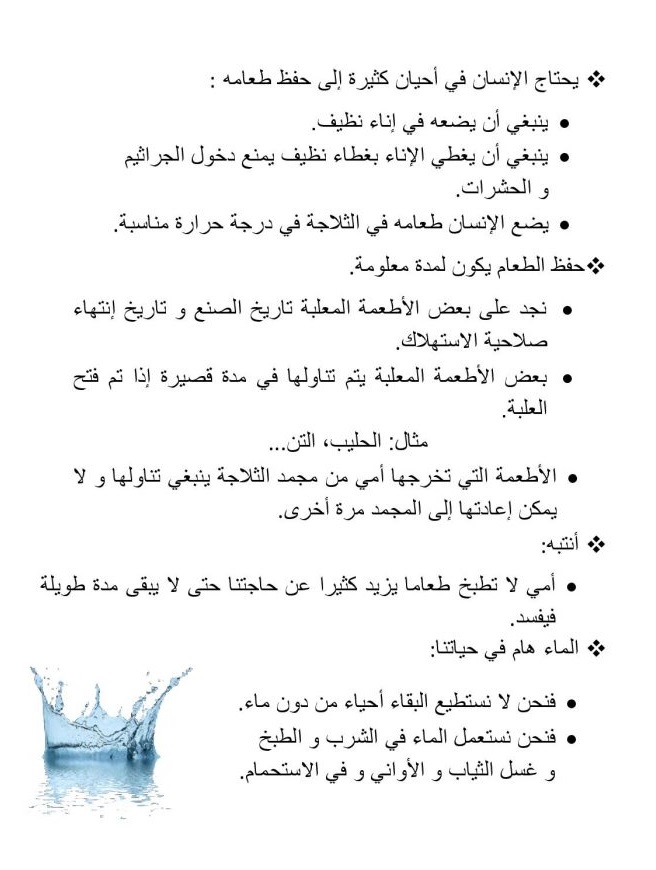 ❖ يحتاج الإنسان في أحيان كثيرة إلى حفظ طعامه :
• ينبغي أن يضعه في إناء نظيف.
• ينبغي أن يغطي الإناء بغطاء نظيف يمنع دخول الجراثيم
و الحشرات.
• يضع الإنسان طعامه في الثلاجة في درجة حرارة مناسبة.
❖ حفظ الطعام يكون لمدة معلومة.
• نجد على بعض الأطعمة المعلبة تاريخ الصنع و تاريخ إنتهاء
صلاحية الاستهلاك.
• بعض الأطعمة المعلبة يتم تناولها في مدة قصيرة إذا تم فتح
العلبة.
مثال: الحليب، التن...
• الأطعمة التي تخرجها أمي من مجمد الثلاجة ينبغي تناولها و لا
يمكن إعادتها إلى المجمد مرة أخرى.
❖ أنتبه:
• أمي لا تطبخ طعاما يزيد كثيرا عن حاجتنا حتى لا يبقى مدة طويلة
فيفسد.
❖ الماء هام في حياتنا:
• فنحن لا نستطيع البقاء أحياء من دون ماء.
• فنحن نستعمل الماء في الشرب و الطبخ
و غسل الثياب و الأواني و في الاستحمام.